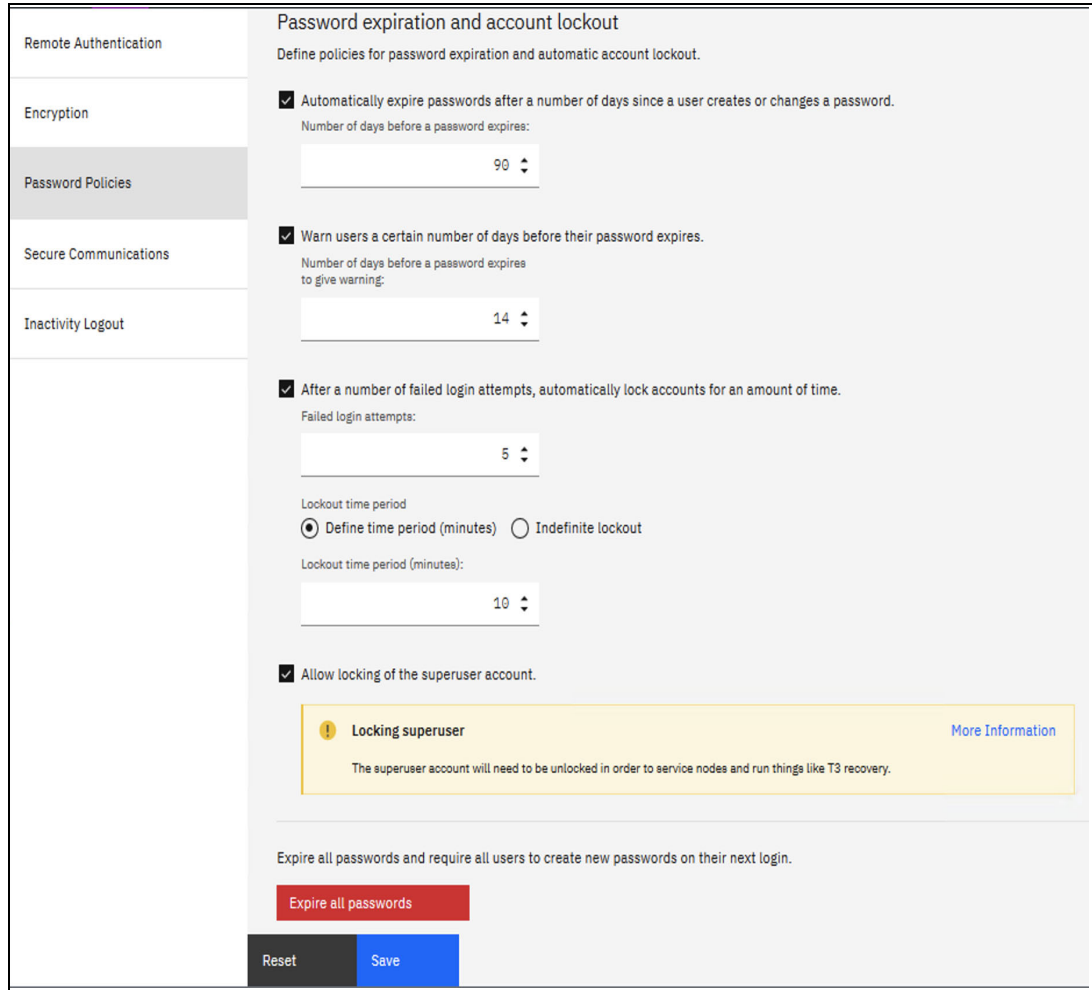 Remote Authentication
Encryption
Password Policies
Secure Communications
Inactivity Logout
Password expiration and account lockout
Define policies for password expiration and automatic account lockout.
Automatically expire passwords after a number of days since a user creates or changes a password.
Number of days before a password expires:
90
Warn users a certain number of days before their password expires.
Number of days before a password expires
to give warning:
14
After a number of failed login attempts, automatically lock accounts for an amount of time.
Failed login attempts:
5
Lockout time period
Define time period (minutes) Indefinite lockout
Lockout time period (minutes):
10
Allow locking of the superuser account.
! Locking superuser More Information
The superuser account will need to be unlocked in order to service nodes and run things like T3 recovery.
Expire all passwords and require all users to create new passwords on their next login.
Expire all passwords
Reset Save